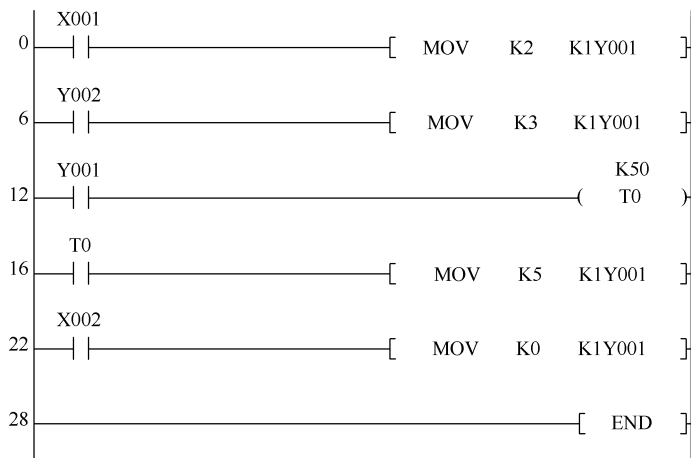 X001
0 MOV K2 K1Y001
Y002
6 MOV K3 K1Y001
Y001 K50
12 T0
T0
16 MOV K5 K1Y001
X002
22 MOV K0 K1Y001
28 END